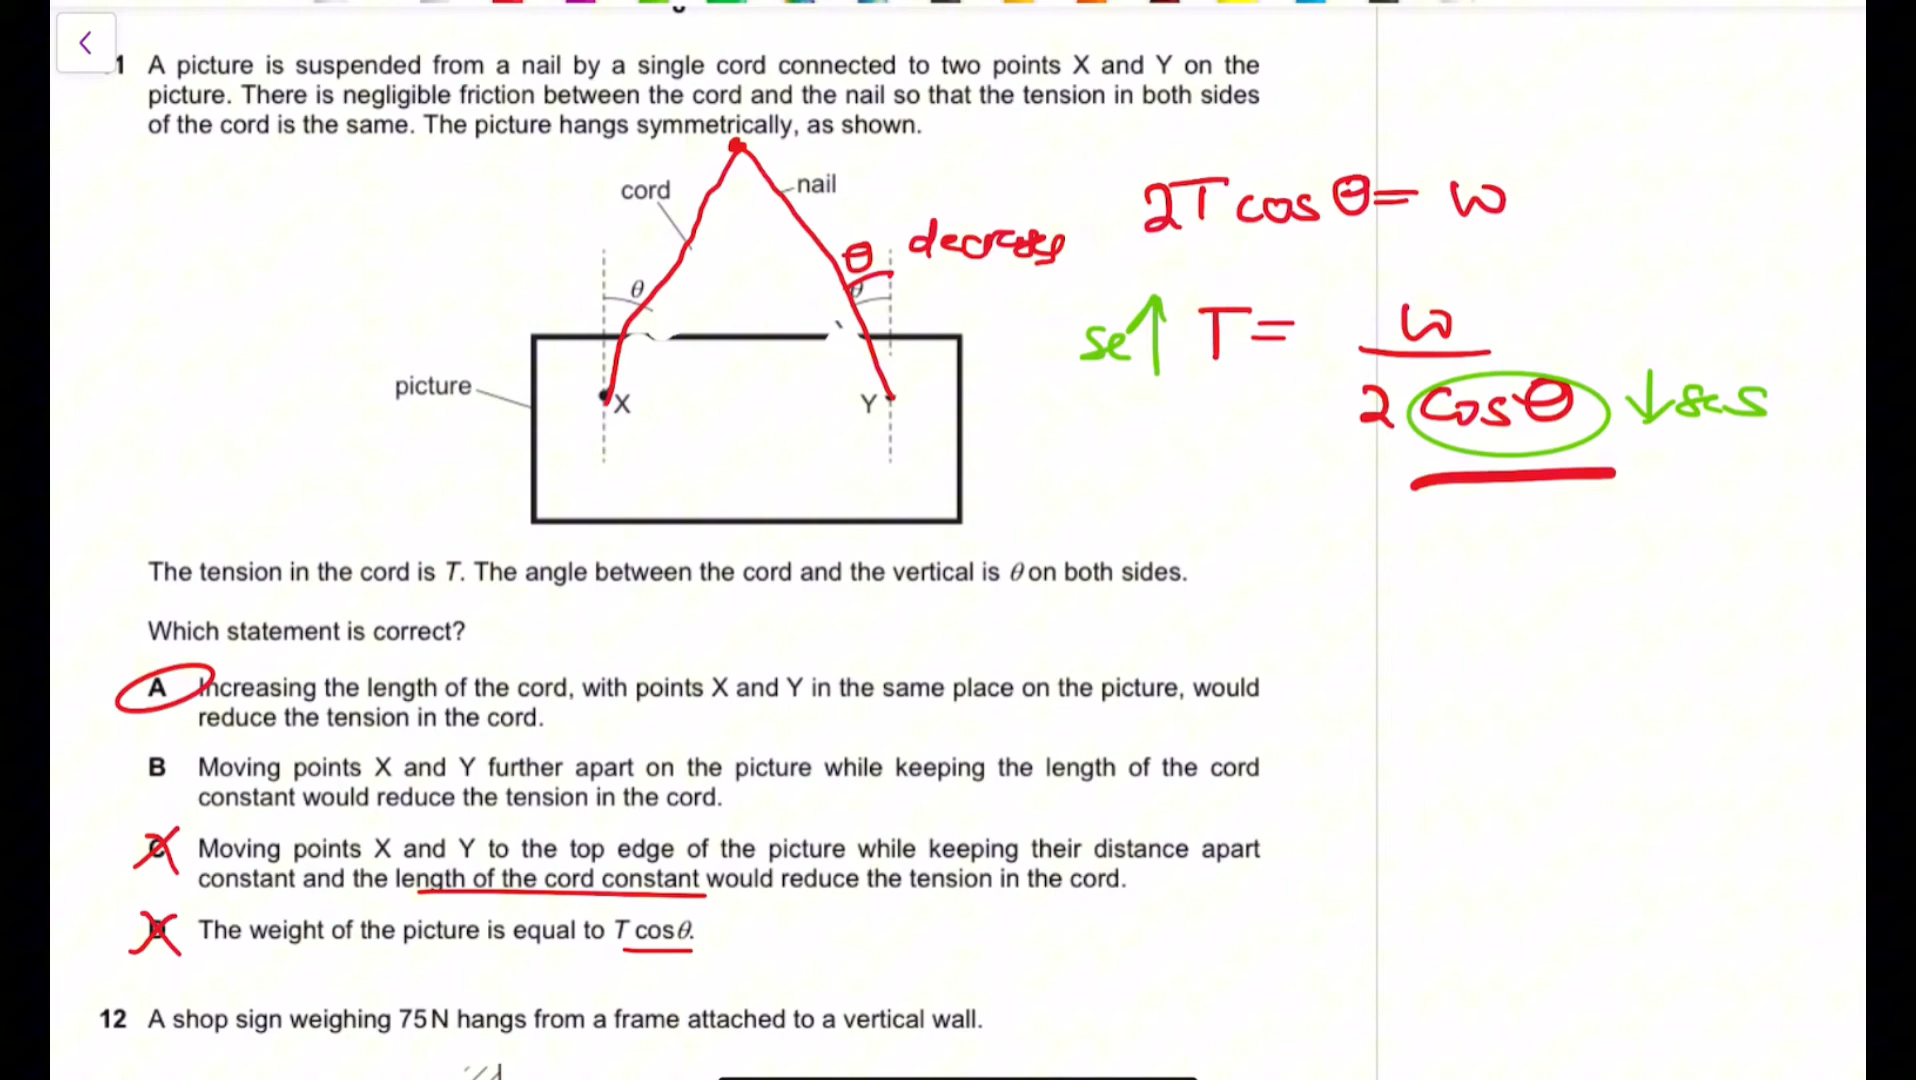 1 A picture is suspended from a nail by a single cord connected to two points X and Y on the
picture. There is negligible friction between the cord and the nail so that the tension in both sides
of the cord is the same. The picture hangs symmetrically, as shown.
cord
nail
2T cos θ = W
θ
θ
θ
T = W
2 cos θ
picture
X
Y
The tension in the cord is T. The angle between the cord and the vertical is θ on both sides.
Which statement is correct?
A Increasing the length of the cord, with points X and Y in the same place on the picture, would
reduce the tension in the cord.
B Moving points X and Y further apart on the picture while keeping the length of the cord
constant would reduce the tension in the cord.
C Moving points X and Y to the top edge of the picture while keeping their distance apart
constant and the length of the cord constant would reduce the tension in the cord.
The weight of the picture is equal to T cos θ.
12 A shop sign weighing 75 N hangs from a frame attached to a vertical wall.